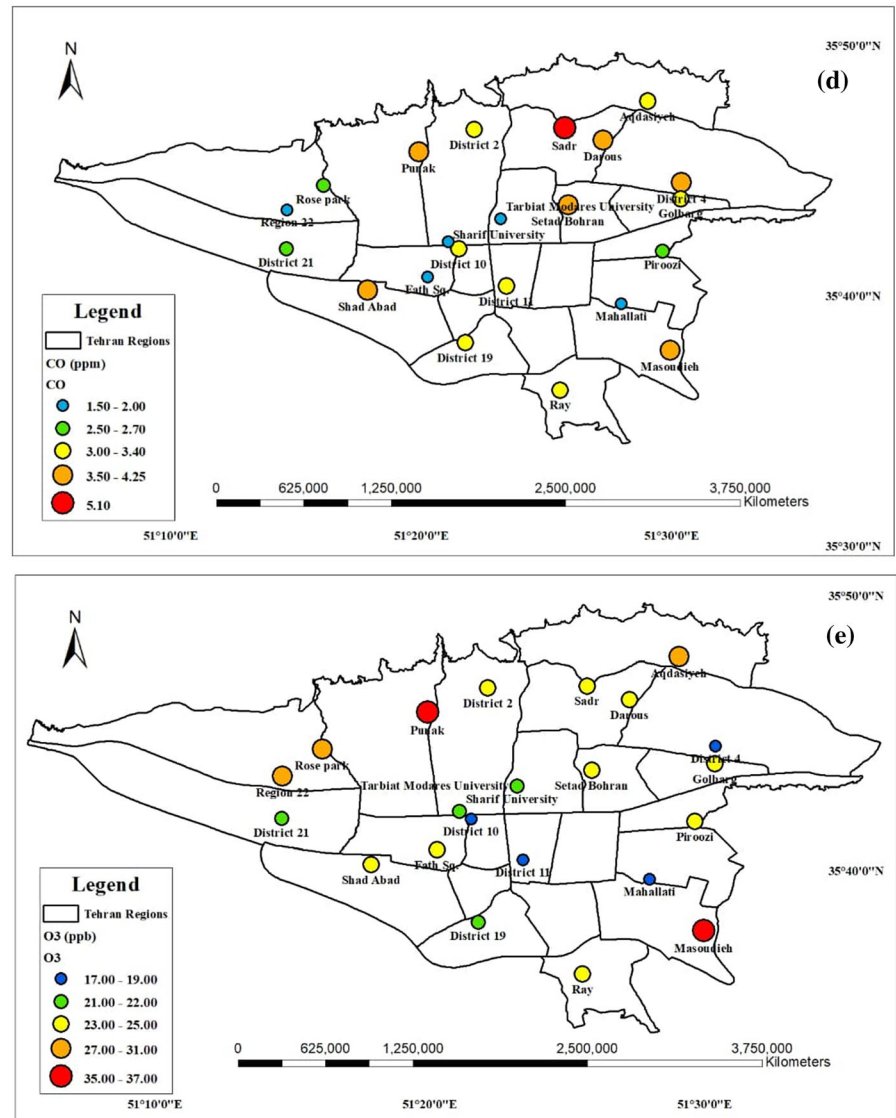 35°50'0"N
N
(d)
Aqdasiych
District 2
Sadr
Darous
Punak
District 4
Rose park
Tarbiat Modares University
Golbarg
Region 22
Setad Bohran
Sharif University
District 21
District 10
Piroozi
Fath Sq.
District 11
35°40'0"N
Shad Abad
Mahallati
Legend
Tehran Regions
District 19
Masoudieh
CO (ppm)
CO
Ray
1.50 - 2.00
2.50 - 2.70
3.00 - 3.40
3.50 - 4.25
5.10
0 625,000 1,250,000 2,500,000 3,750,000
Kilometers
51°10'0"E 51°20'0"E 51°30'0"E
35°30'0"N
35°50'0"N
N
(e)
Aqdasiych
District 2
Sadr
Darous
Punak
District 4
Rose park
Golbarg
Region 22
Tarbiat Modares University
Setad Bohran
Sharif University
District 21
District 10
Piroozi
Fath Sq.
District 11
35°40'0"N
Shad Abad
Mahallati
Legend
Tehran Regions
District 19
Masoudieh
O3 (ppb)
O3
Ray
17.00 - 19.00
21.00 - 22.00
23.00 - 25.00
27.00 - 31.00
35.00 - 37.00
0 625,000 1,250,000 2,500,000 3,750,000
Kilometers
51°10'0"E 51°20'0"E 51°30'0"E